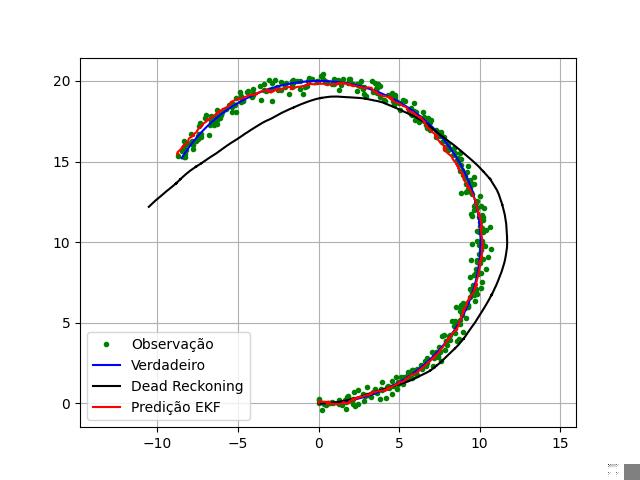 20
15
10
5
0
Observação
Verdadeiro
Dead Reckoning
Predição EKF
−10 −5 0 5 10 15